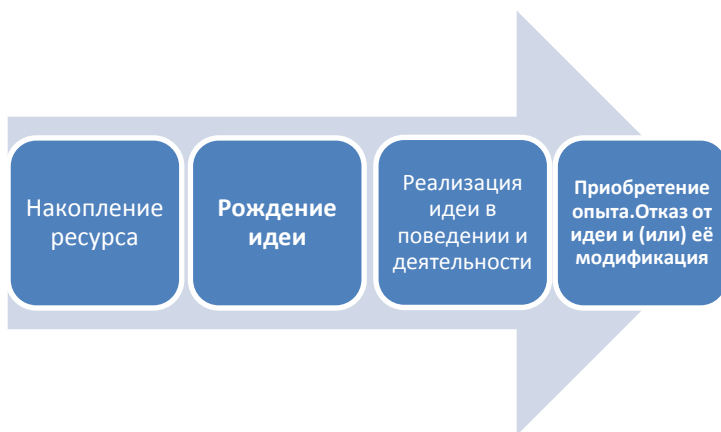 Накопление
ресурса
Рождение
идеи
Реализация
идеи в
поведении и
деятельности
Приобретение
опыта.Отказ от
идеи и (или) её
модификация